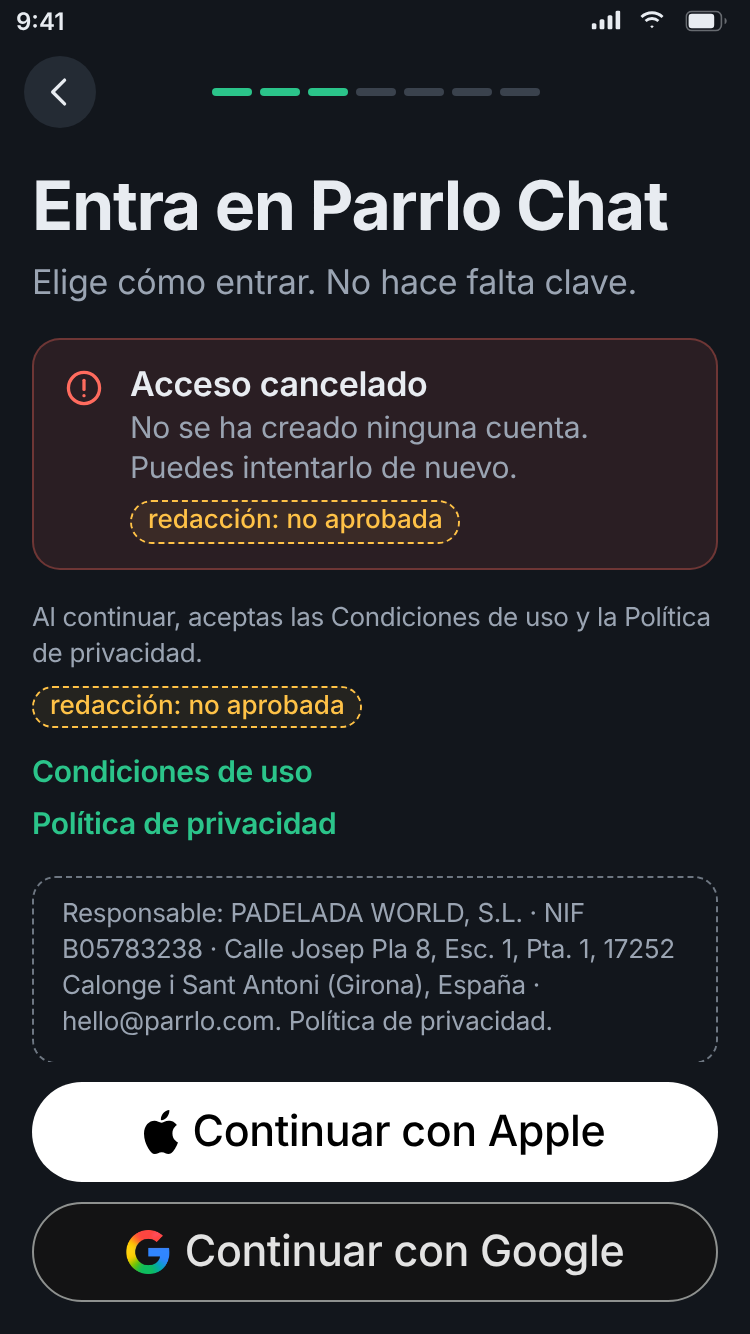 9:41
Entra en Parrlo Chat
Elige cómo entrar. No hace falta clave.
Acceso cancelado
No se ha creado ninguna cuenta.
Puedes intentarlo de nuevo.
redacción: no aprobada
Al continuar, aceptas las Condiciones de uso y la Política
de privacidad.
redacción: no aprobada
Condiciones de uso
Política de privacidad
Responsable: PADELADA WORLD, S.L. · NIF
B05783238 · Calle Josep Pla 8, Esc. 1, Pta. 1, 17252
Calonge i Sant Antoni (Girona), España ·
hello@parrlo.com. Política de privacidad.
Continuar con Apple
Continuar con Google